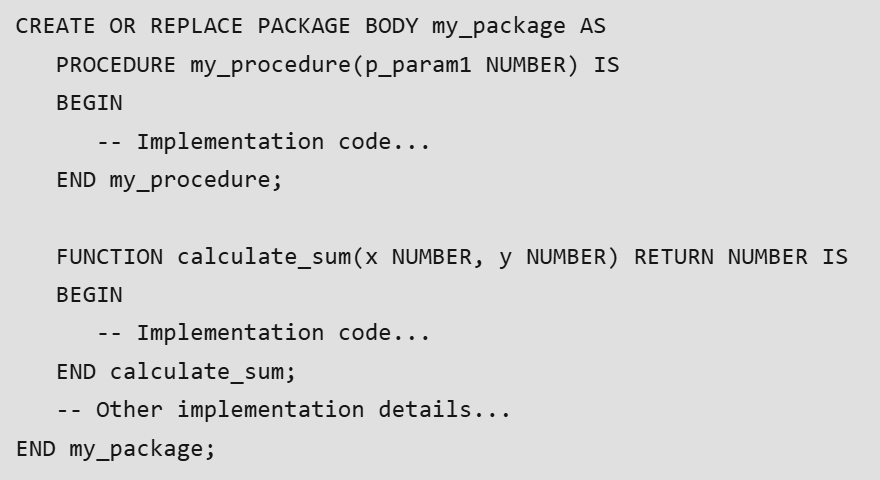 CREATE OR REPLACE PACKAGE BODY my_package AS
   PROCEDURE my_procedure(p_param1 NUMBER) IS
   BEGIN
      -- Implementation code...
   END my_procedure;

   FUNCTION calculate_sum(x NUMBER, y NUMBER) RETURN NUMBER IS
   BEGIN
      -- Implementation code...
   END calculate_sum;
   -- Other implementation details...
END my_package;